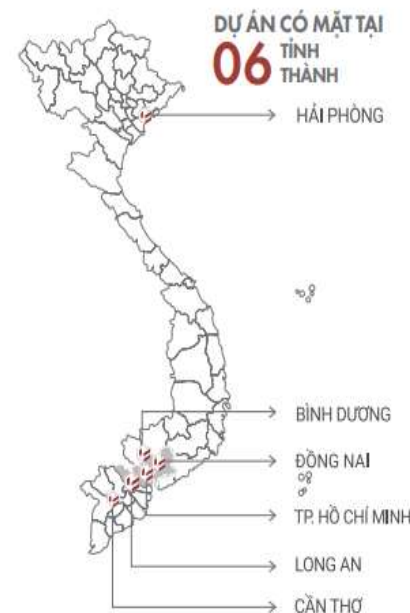 DỰ ÁN CÓ MẶT TẠI
06 TỈNH
THÀNH
HẢI PHÒNG
BÌNH DƯƠNG
ĐỒNG NAI
TP. HỒ CHÍ MINH
LONG AN
CẦN THƠ